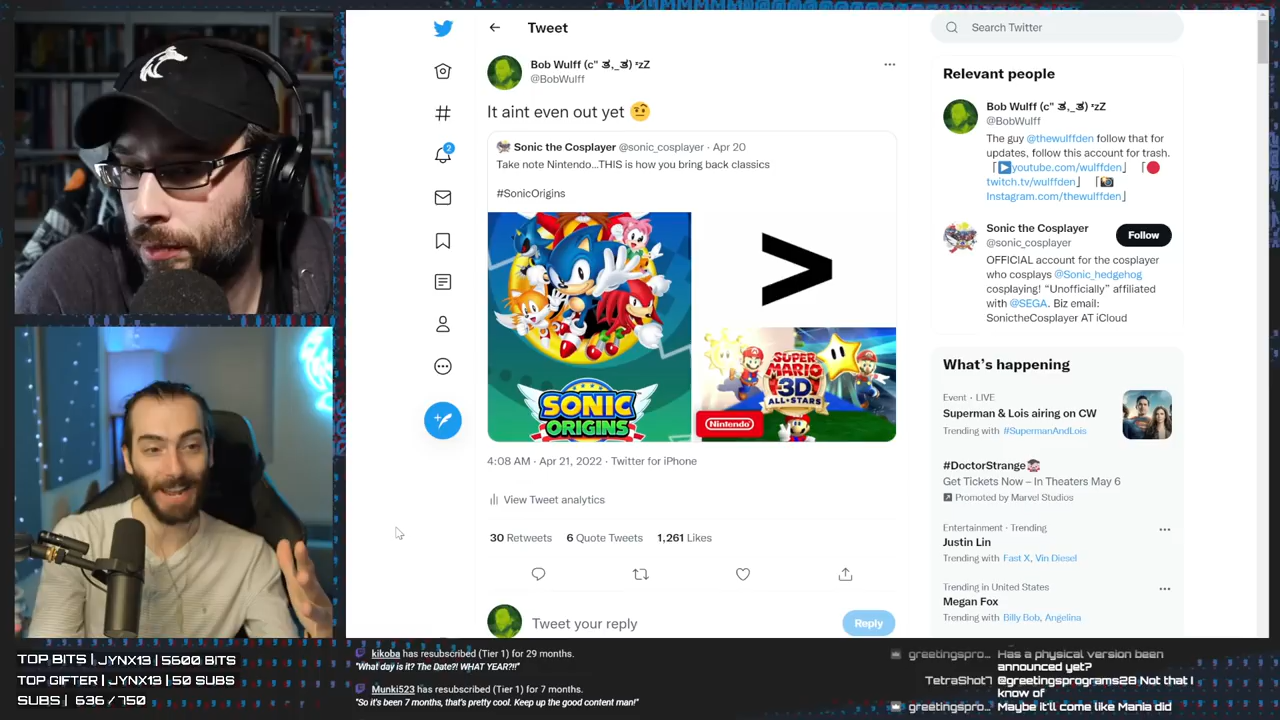 Tweet
Bob Wulff (c" ಠ,_ಠ) ᶻzZ
@BobWulff
It aint even out yet 🤨
Sonic the Cosplayer @sonic_cosplayer · Apr 20
Take note Nintendo...THIS is how you bring back classics
#SonicOrigins
SONIC
ORIGINS
>
SUPER
MARIO
3D
ALL-STARS
Nintendo
4:08 AM · Apr 21, 2022 · Twitter for iPhone
View Tweet analytics
30 Retweets 6 Quote Tweets 1,261 Likes
Tweet your reply
Reply
2
Search Twitter
Relevant people
Bob Wulff (c" ಠ,_ಠ) ᶻzZ
@BobWulff
The guy @thewulffden follow that for
updates, follow this account for trash.
「▶youtube.com/wulffden」 「🔴
twitch.tv/wulffden」 「📷
Instagram.com/thewulffden」
Sonic the Cosplayer
@sonic_cosplayer
Follow
OFFICIAL account for the cosplayer
who cosplays @Sonic_hedgehog
cosplaying! “Unofficially” affiliated
with @SEGA. Biz email:
SonictheCosplayer AT iCloud
What’s happening
Event · LIVE
Superman & Lois airing on CW
Trending with #SupermanAndLois
#DoctorStrange
Get Tickets Now – In Theaters May 6
Promoted by Marvel Studios
Entertainment · Trending
Justin Lin
Trending with Fast X, Vin Diesel
Trending in United States
Megan Fox
Trending with Billy Bob, Angelina
TOP BITS | JYNX13 | 5600 BITS
TOP GIFTER | JYNX13 | 50 SUBS
SUBS | 636 / 750
kikoba has resubscribed (Tier 1) for 29 months.
"What day is it? The Date?! WHAT YEAR?!!"
Munki523 has resubscribed (Tier 1) for 7 months.
"So it's been 7 months, that's pretty cool. Keep up the good content man!"
greetingspro... Has a physical version been
announced yet?
TetraShot7 @greetingsprograms28 Not that I
know of
greetingspro... Maybe it'll come like Mania did